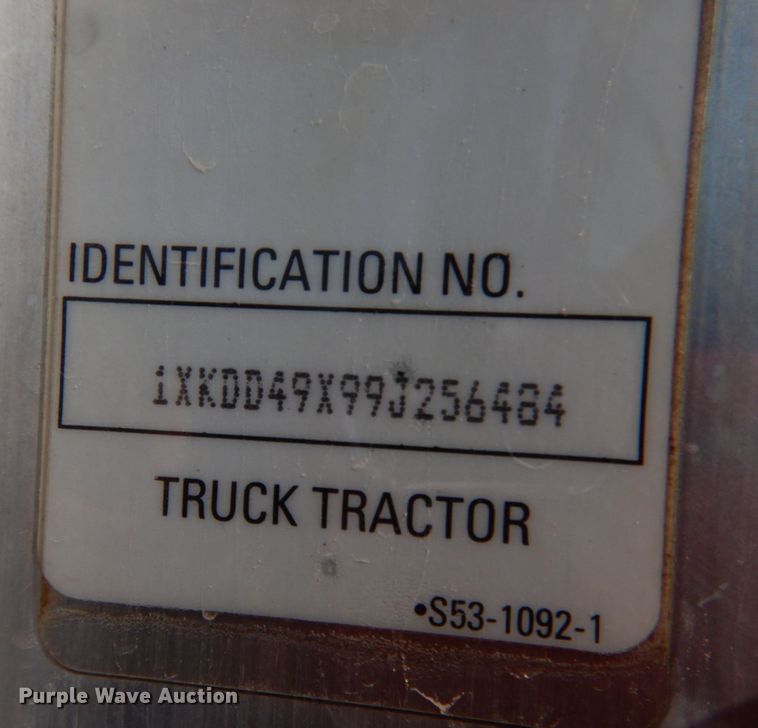 IDENTIFICATION NO.
1XKDD49X99J256484
TRUCK TRACTOR
•S53-1092-1
Purple Wave Auction